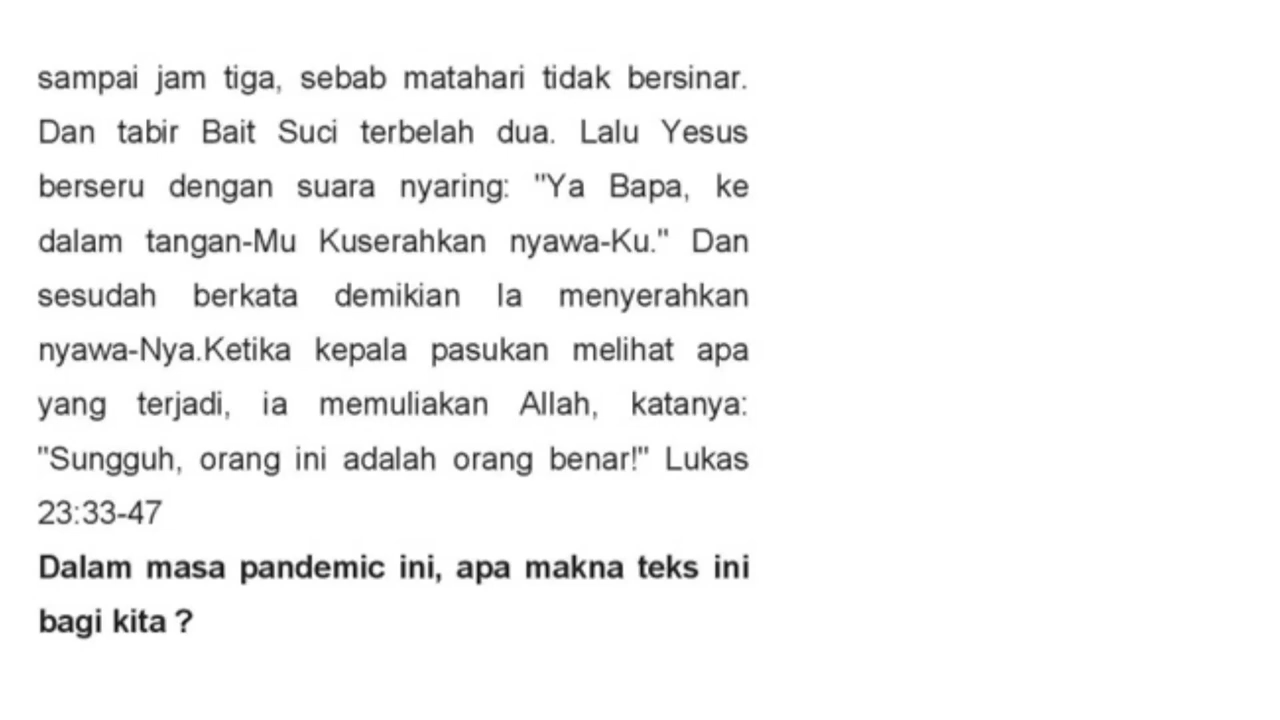 sampai jam tiga, sebab matahari tidak bersinar.
Dan tabir Bait Suci terbelah dua. Lalu Yesus
berseru dengan suara nyaring: "Ya Bapa, ke
dalam tangan-Mu Kuserahkan nyawa-Ku." Dan
sesudah berkata demikian Ia menyerahkan
nyawa-Nya.Ketika kepala pasukan melihat apa
yang terjadi, ia memuliakan Allah, katanya:
"Sungguh, orang ini adalah orang benar!" Lukas
23:33-47
Dalam masa pandemic ini, apa makna teks ini
bagi kita ?